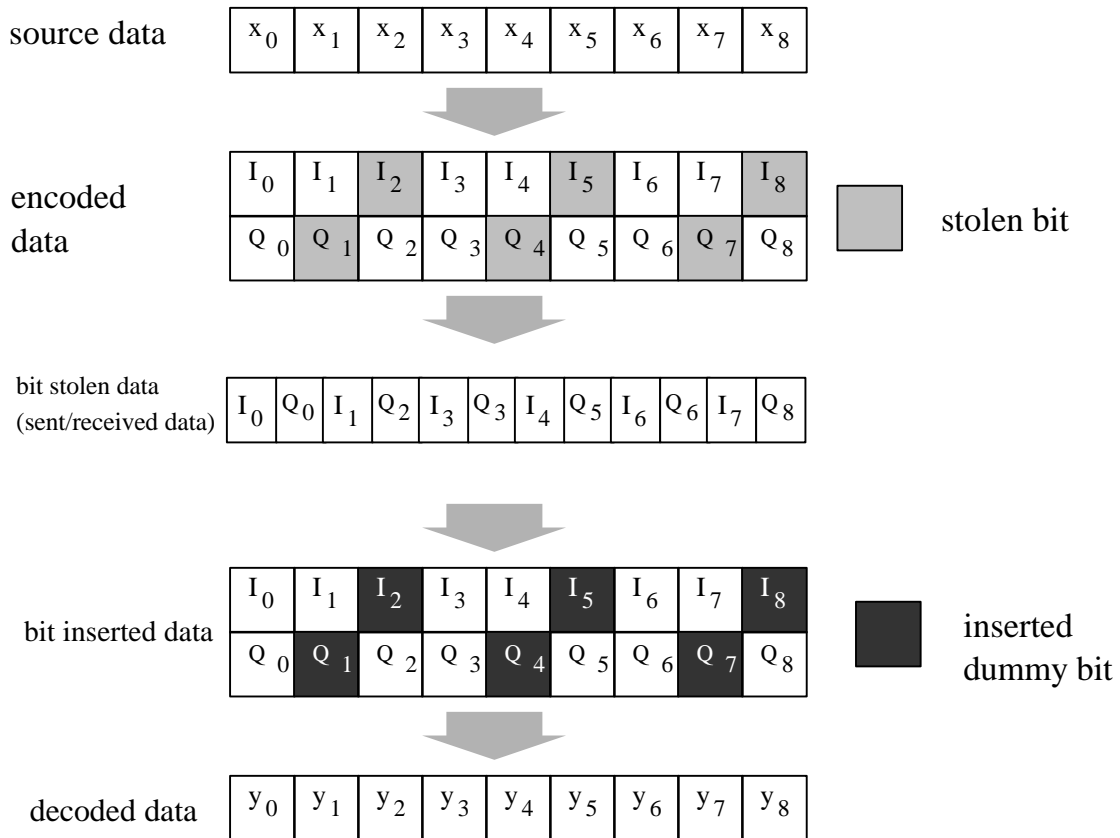 source data
x0 x1 x2 x3 x4 x5 x6 x7 x8
encoded
data
I0 I1 I2 I3 I4 I5 I6 I7 I8
Q0 Q1 Q2 Q3 Q4 Q5 Q6 Q7 Q8
stolen bit
bit stolen data
(sent/received data)
I0 Q0 I1 Q2 I3 Q3 I4 Q5 I6 Q6 I7 Q8
bit inserted data
I0 I1 I2 I3 I4 I5 I6 I7 I8
Q0 Q1 Q2 Q3 Q4 Q5 Q6 Q7 Q8
inserted
dummy bit
decoded data
y0 y1 y2 y3 y4 y5 y6 y7 y8